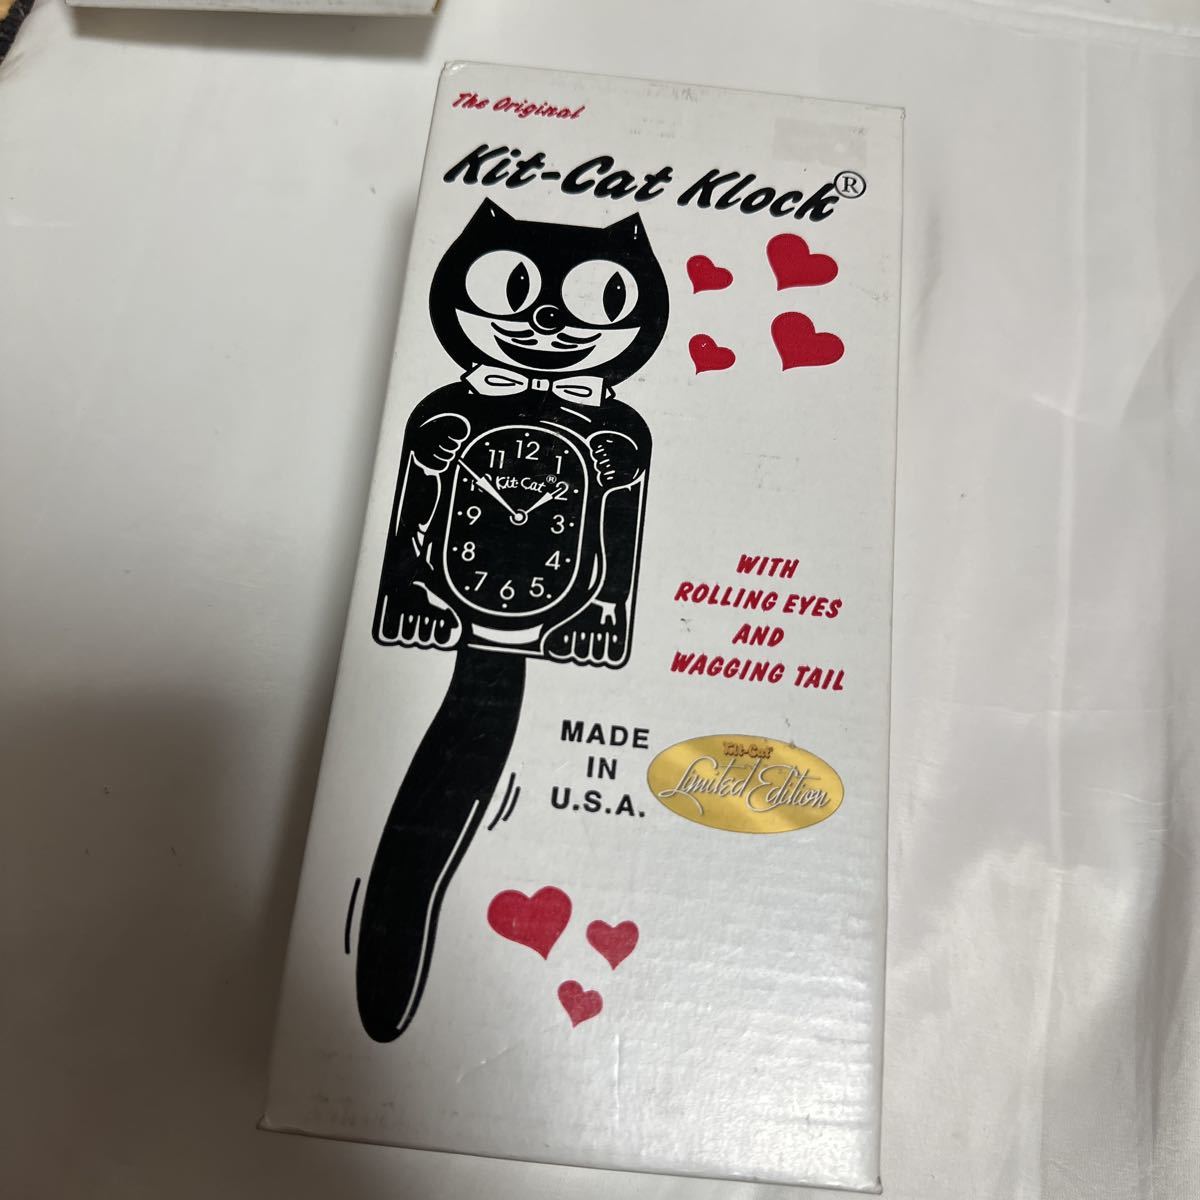 The Original
Kit-Cat Klock®
11 12 1
10 Kit-Cat® 2
9 3
8 4
7 6 5
WITH
ROLLING EYES
AND
WAGGING TAIL
MADE
IN
U.S.A.
Kit-Cat
Limited Edition